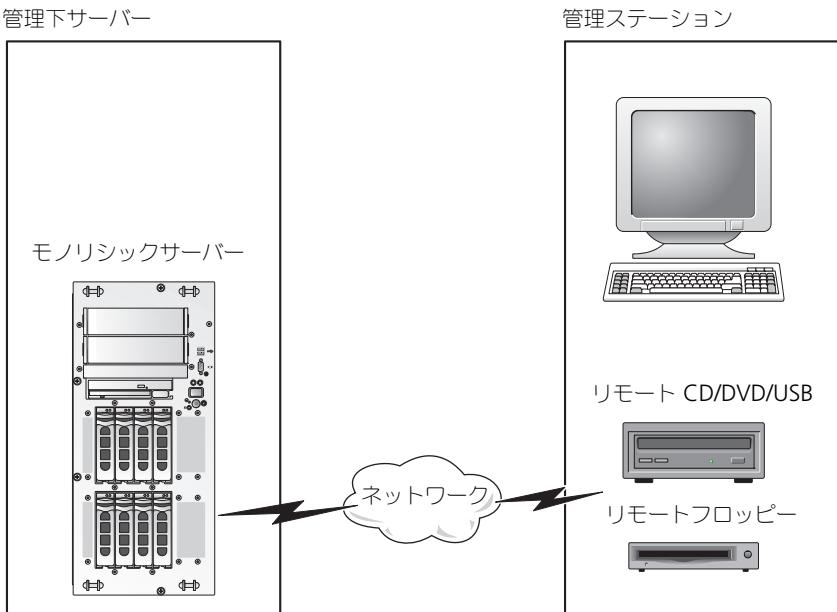 管理下サーバー
管理ステーション
モノリシックサーバー
リモート CD/DVD/USB
ネットワーク
リモートフロッピー